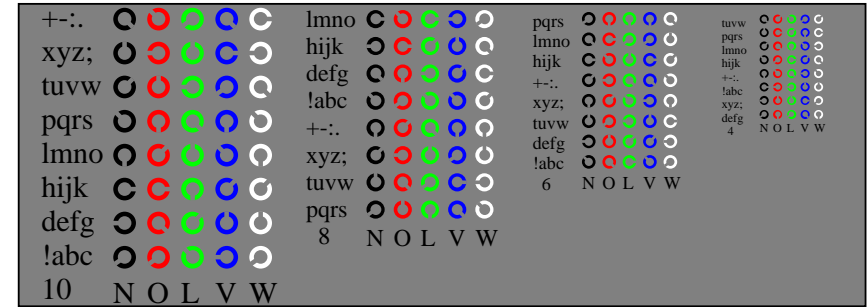 +-:.
xyz;
tuvw
pqrs
lmno
hijk
defg
!abc
10 N O L V W
lmno
hijk
defg
!abc
+-:.
xyz;
tuvw
pqrs
8 N O L V W
pqrs
lmno
hijk
+-:.
xyz;
tuvw
defg
!abc
6 N O L V W
tuvw
pqrs
lmno
hijk
+-:.
!abc
xyz;
defg
4 N O L V W